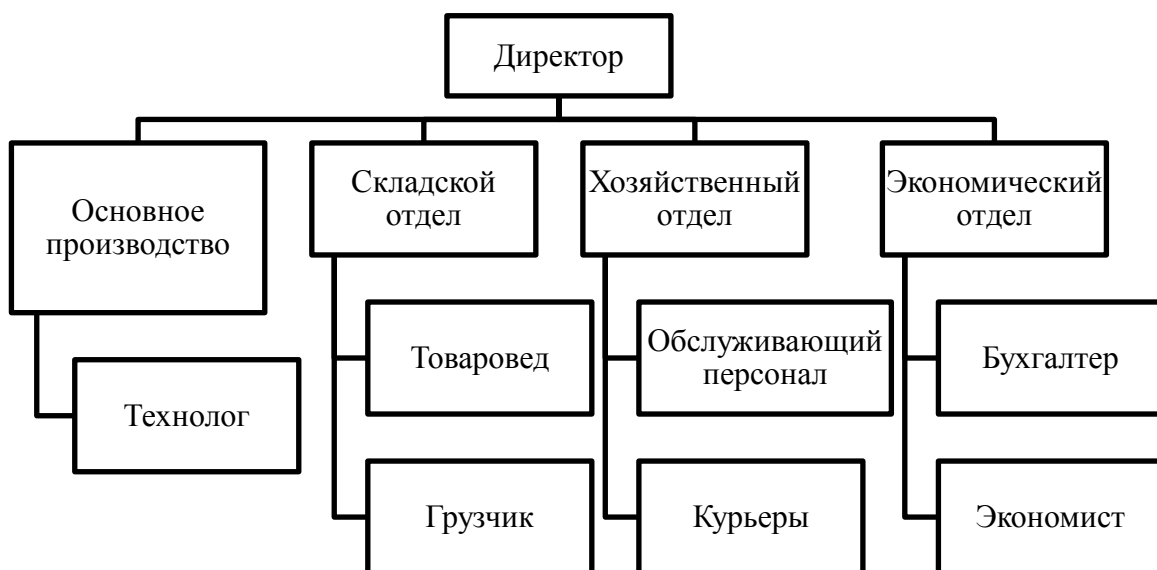 Директор
Основное
производство
Складской
отдел
Хозяйственный
отдел
Экономический
отдел
Технолог
Товаровед
Грузчик
Обслуживающий
персонал
Курьеры
Бухгалтер
Экономист